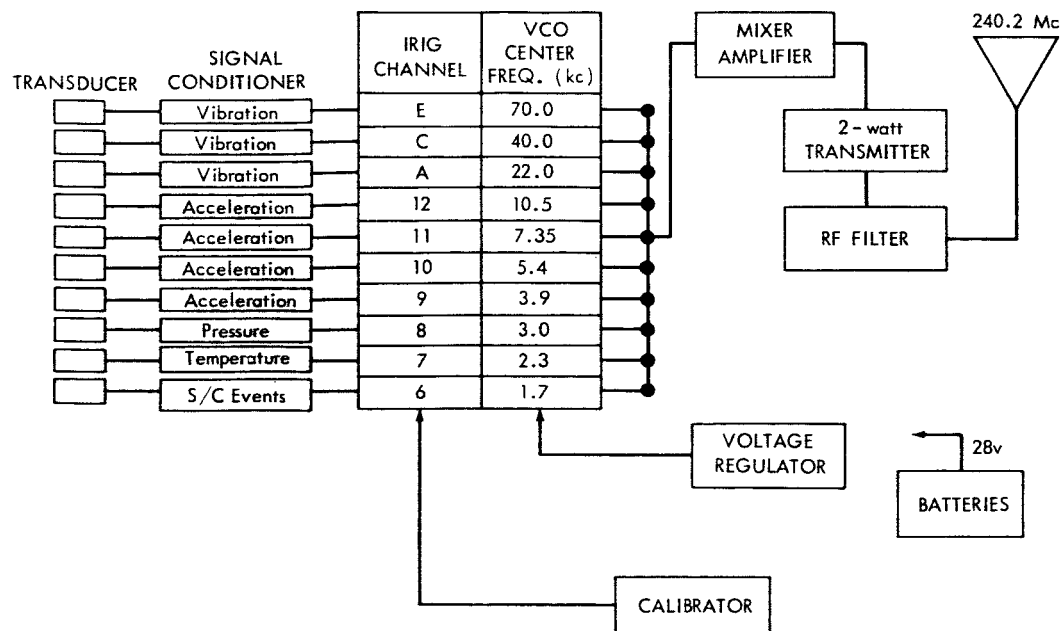 240.2 Mc
IRIG
CHANNEL
VCO
CENTER
FREQ. (kc)
MIXER
AMPLIFIER
TRANSDUCER
SIGNAL
CONDITIONER
Vibration E 70.0
Vibration C 40.0
Vibration A 22.0
Acceleration 12 10.5
Acceleration 11 7.35
Acceleration 10 5.4
Acceleration 9 3.9
Pressure 8 3.0
Temperature 7 2.3
S/C Events 6 1.7
2-watt
TRANSMITTER
RF FILTER
VOLTAGE
REGULATOR
28v
BATTERIES
CALIBRATOR